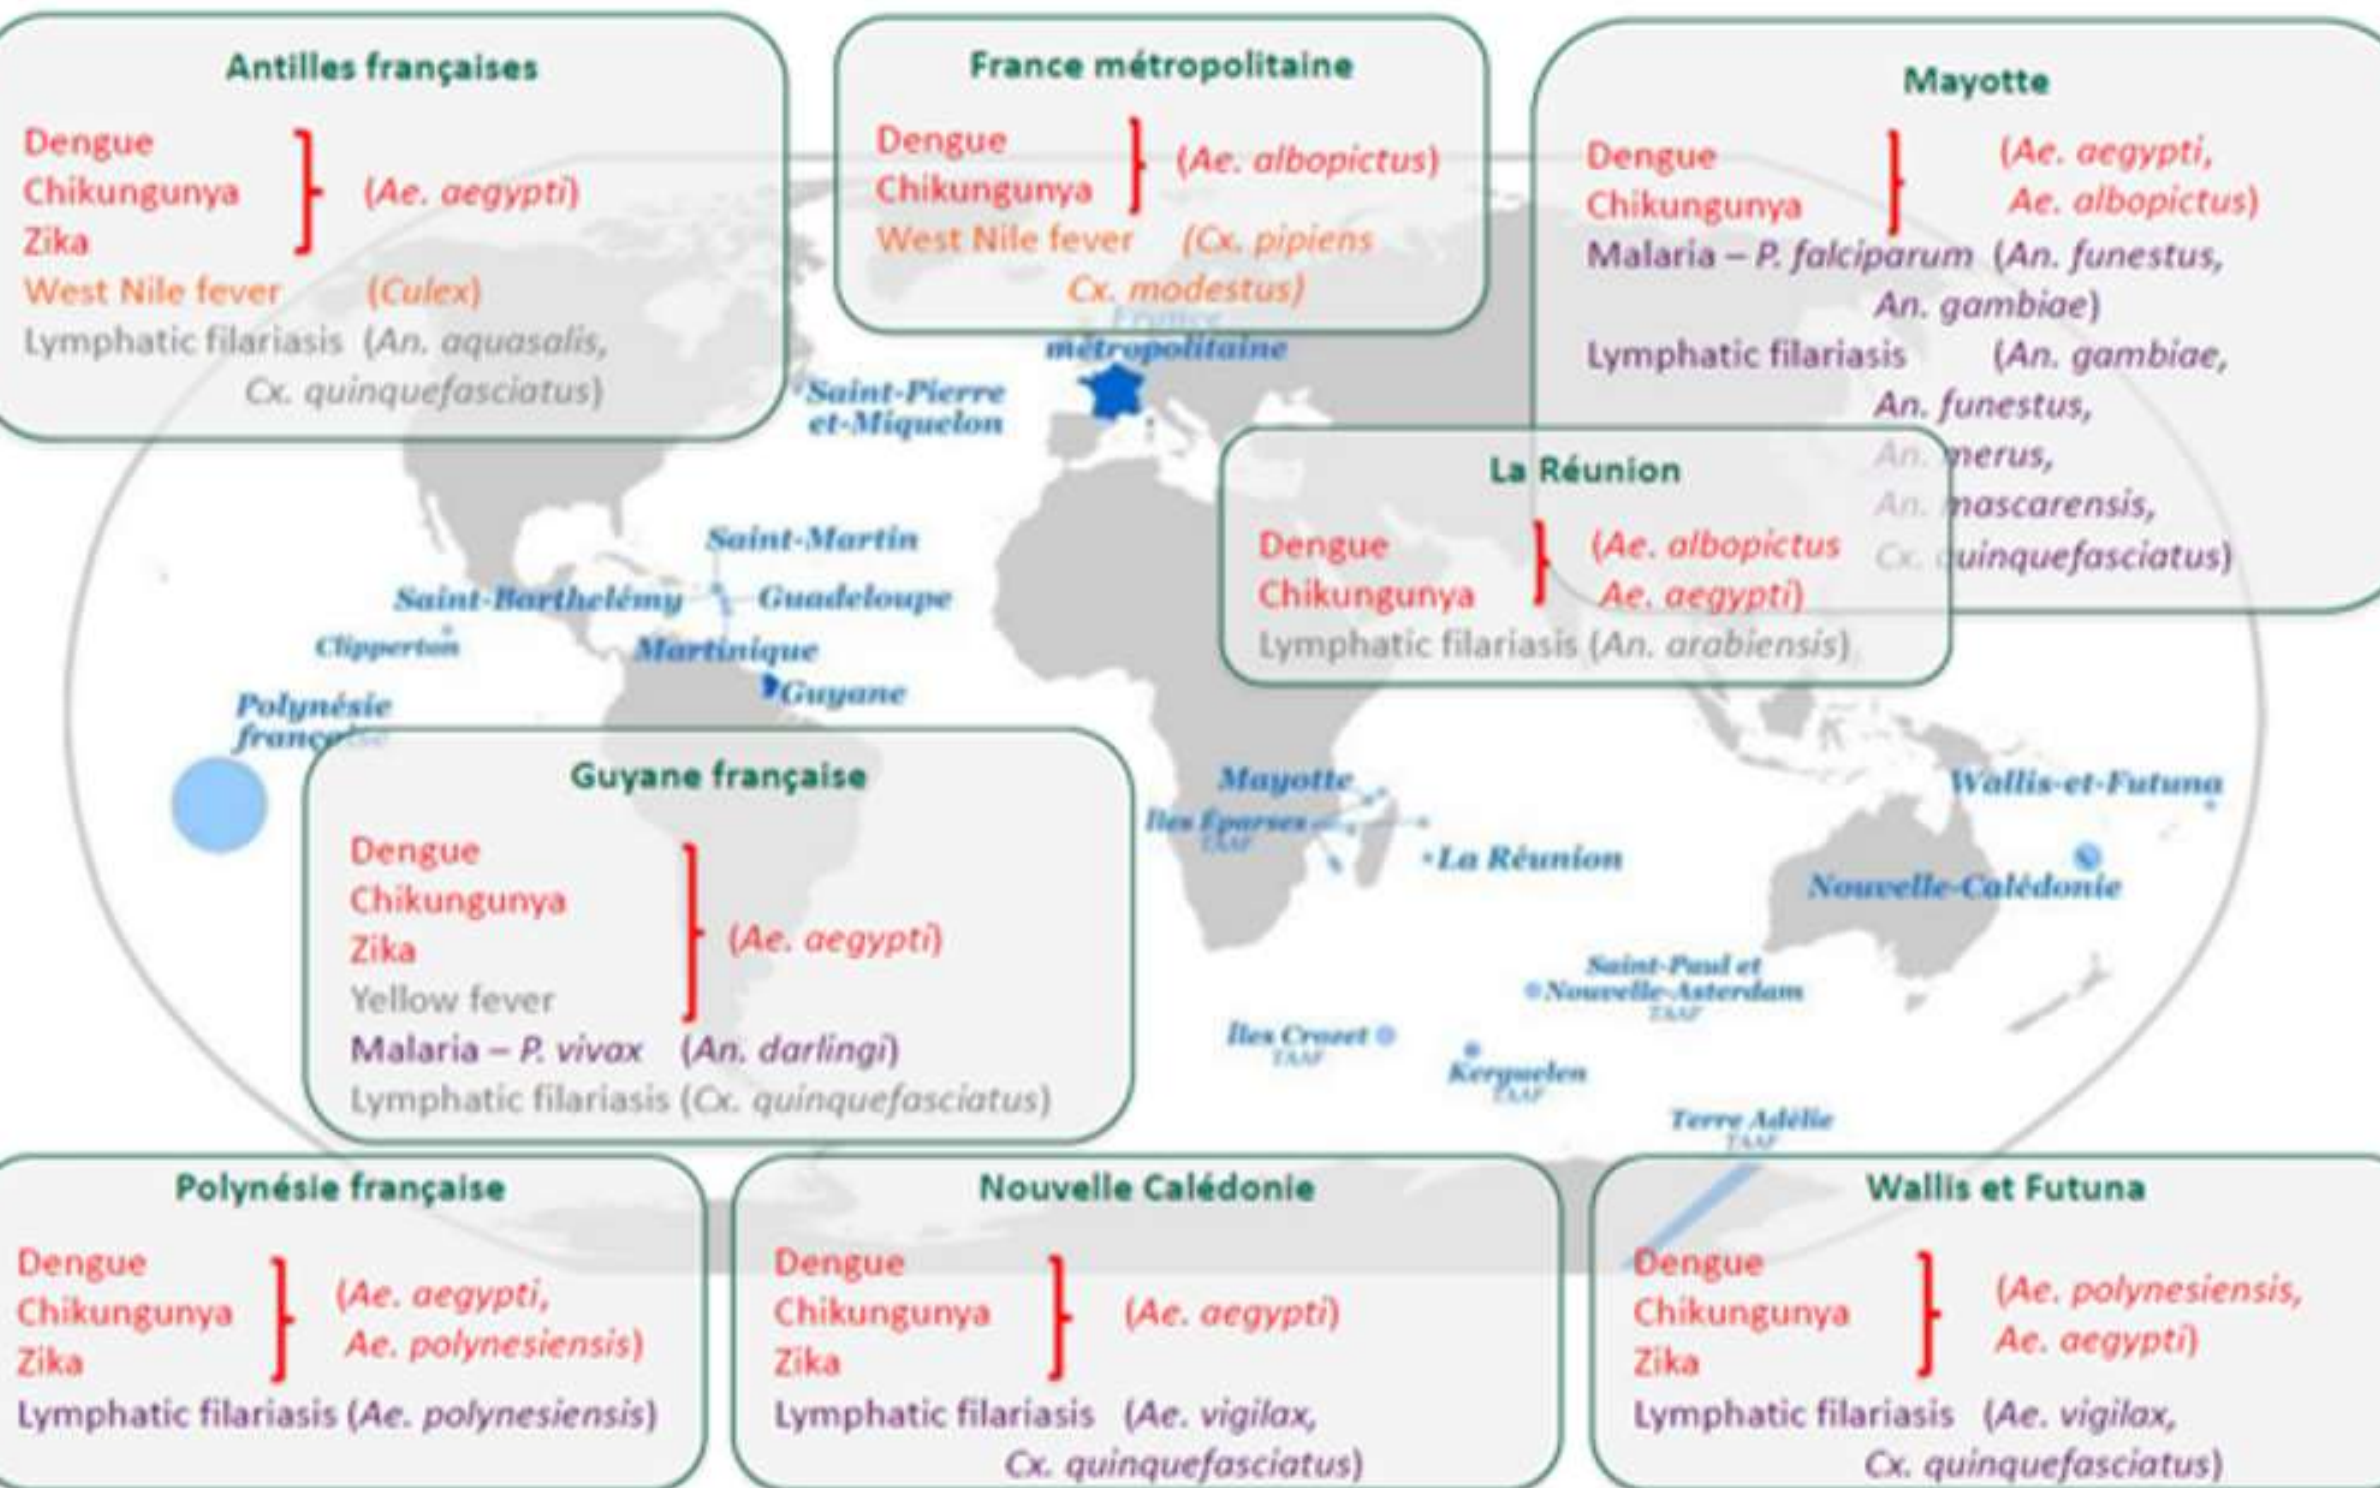 Antilles françaises
Dengue
Chikungunya
Zika
(Ae. aegypti)
West Nile fever (Culex)
Lymphatic filariasis (An. aquasalis,
Cx. quinquefasciatus)
France métropolitaine
Dengue
Chikungunya
(Ae. albopictus)
West Nile fever (Cx. pipiens
Cx. modestus)
Mayotte
Dengue
Chikungunya
(Ae. aegypti,
Ae. albopictus)
Malaria – P. falciparum (An. funestus,
An. gambiae)
Lymphatic filariasis (An. gambiae,
An. funestus,
An. merus,
An. mascarensis,
Cx. quinquefasciatus)
La Réunion
Dengue
Chikungunya
(Ae. albopictus
Ae. aegypti)
Lymphatic filariasis (An. arabiensis)
France
métropolitaine
Saint-Pierre
et-Miquelon
Saint-Martin
Saint-Barthelémy
Guadeloupe
Clipperton
Martinique
Guyane
Polynésie
française
Guyane française
Dengue
Chikungunya
Zika
Yellow fever
(Ae. aegypti)
Malaria – P. vivax (An. darlingi)
Lymphatic filariasis (Cx. quinquefasciatus)
Mayotte
Iles Éparses
TAAF
La Réunion
Wallis-et-Futuna
Nouvelle-Calédonie
Saint-Paul et
Nouvelle-Asterdam
TAAF
Îles Crozet
TAAF
Kerguelen
TAAF
Terre Adélie
TAAF
Polynésie française
Dengue
Chikungunya
Zika
(Ae. aegypti,
Ae. polynesiensis)
Lymphatic filariasis (Ae. polynesiensis)
Nouvelle Calédonie
Dengue
Chikungunya
Zika
(Ae. aegypti)
Lymphatic filariasis (Ae. vigilax,
Cx. quinquefasciatus)
Wallis et Futuna
Dengue
Chikungunya
Zika
(Ae. polynesiensis,
Ae. aegypti)
Lymphatic filariasis (Ae. vigilax,
Cx. quinquefasciatus)